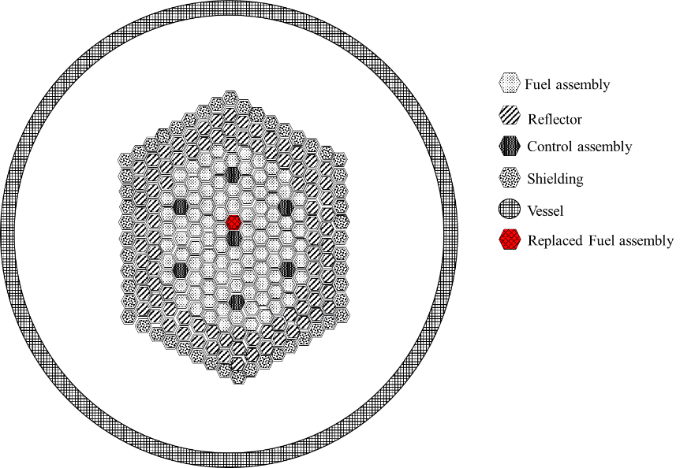 Fuel assembly
Reflector
Control assembly
Shielding
Vessel
Replaced Fuel assembly